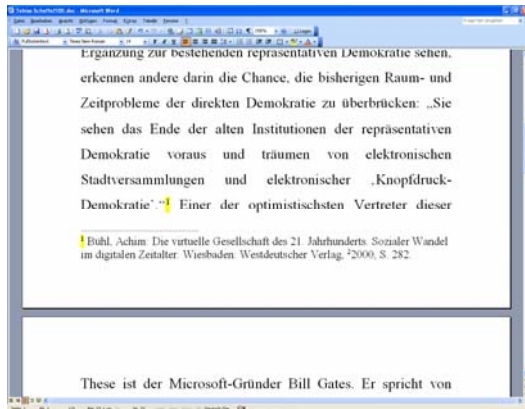 Microsoft Word
Ergänzung zur bestehenden repräsentativen Demokratie sehen,
erkennen andere darin die Chance, die bisherigen Raum- und
Zeitprobleme der direkten Demokratie zu überbrücken: „Sie
sehen das Ende der alten Institutionen der repräsentativen
Demokratie voraus und träumen von elektronischen
Stadtversammlungen und elektronischer ‚Knopfdruck-
Demokratie‘.“1 Einer der optimistischsten Vertreter dieser
1 Bühl, Achim: Die virtuelle Gesellschaft des 21. Jahrhunderts. Sozialer Wandel
im digitalen Zeitalter. Wiesbaden: Westdeutscher Verlag, ²2000, S. 282.
These ist der Microsoft-Gründer Bill Gates. Er spricht von